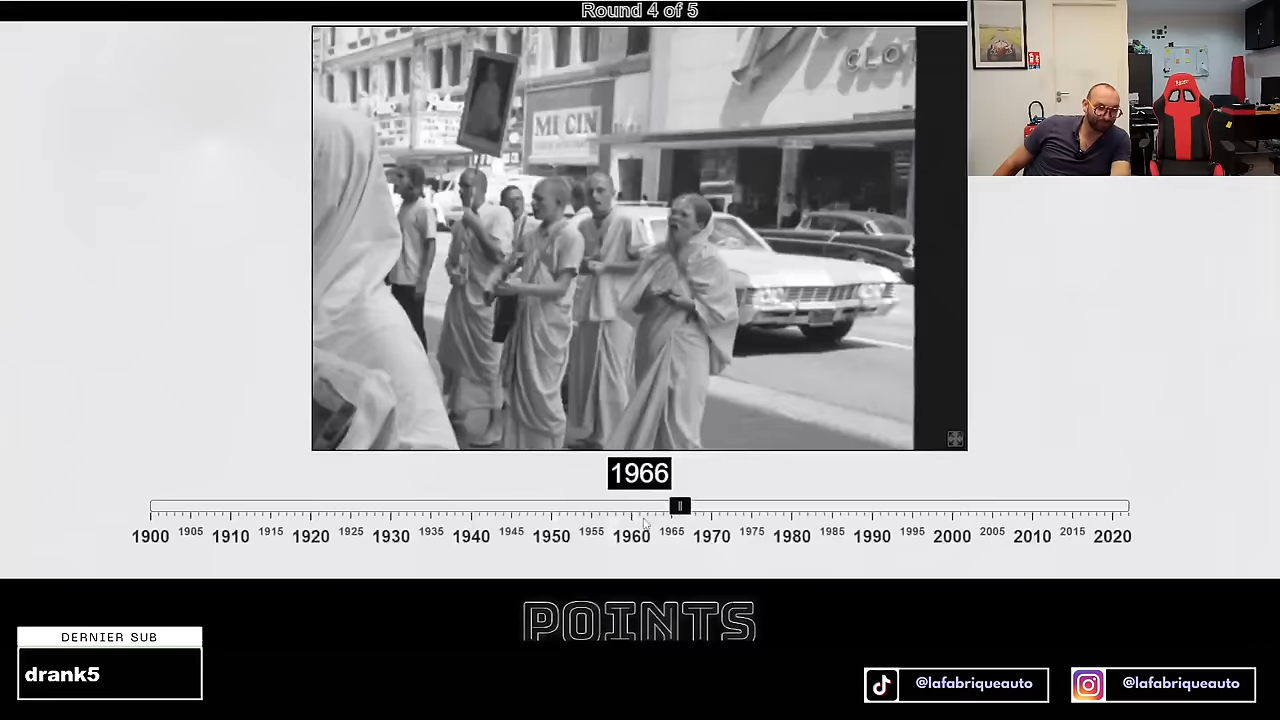 Round 4 of 5
CLO
MI CIN
1966
1900 1905 1910 1915 1920 1925 1930 1935 1940 1945 1950 1955 1960 1965 1970 1975 1980 1985 1990 1995 2000 2005 2010 2015 2020
POINTS
DERNIER SUB
drank5
@lafabriqueauto
@lafabriqueauto